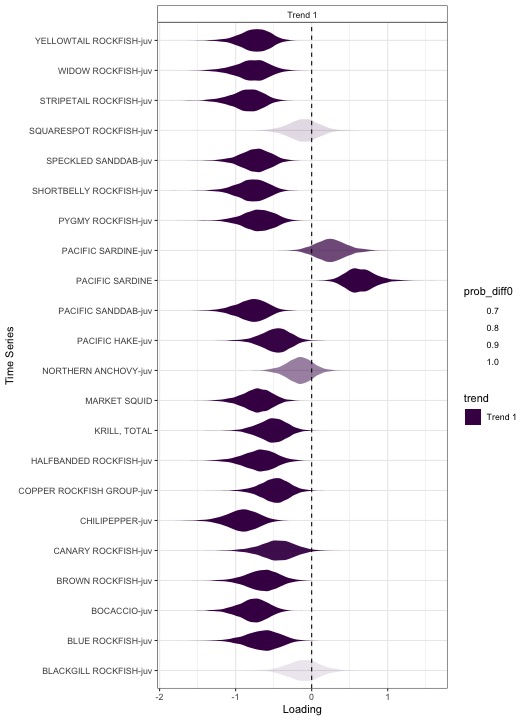 Trend 1
YELLOWTAIL ROCKFISH-juv
WIDOW ROCKFISH-juv
STRIPETAIL ROCKFISH-juv
SQUARESPOT ROCKFISH-juv
SPECKLED SANDDAB-juv
SHORTBELLY ROCKFISH-juv
PYGMY ROCKFISH-juv
PACIFIC SARDINE-juv
PACIFIC SARDINE
PACIFIC SANDDAB-juv
PACIFIC HAKE-juv
NORTHERN ANCHOVY-juv
MARKET SQUID
KRILL, TOTAL
HALFBANDED ROCKFISH-juv
COPPER ROCKFISH GROUP-juv
CHILIPEPPER-juv
CANARY ROCKFISH-juv
BROWN ROCKFISH-juv
BOCACCIO-juv
BLUE ROCKFISH-juv
BLACKGILL ROCKFISH-juv
Time Series
-2 -1 0 1
Loading
prob_diff0
0.7
0.8
0.9
1.0
trend
Trend 1